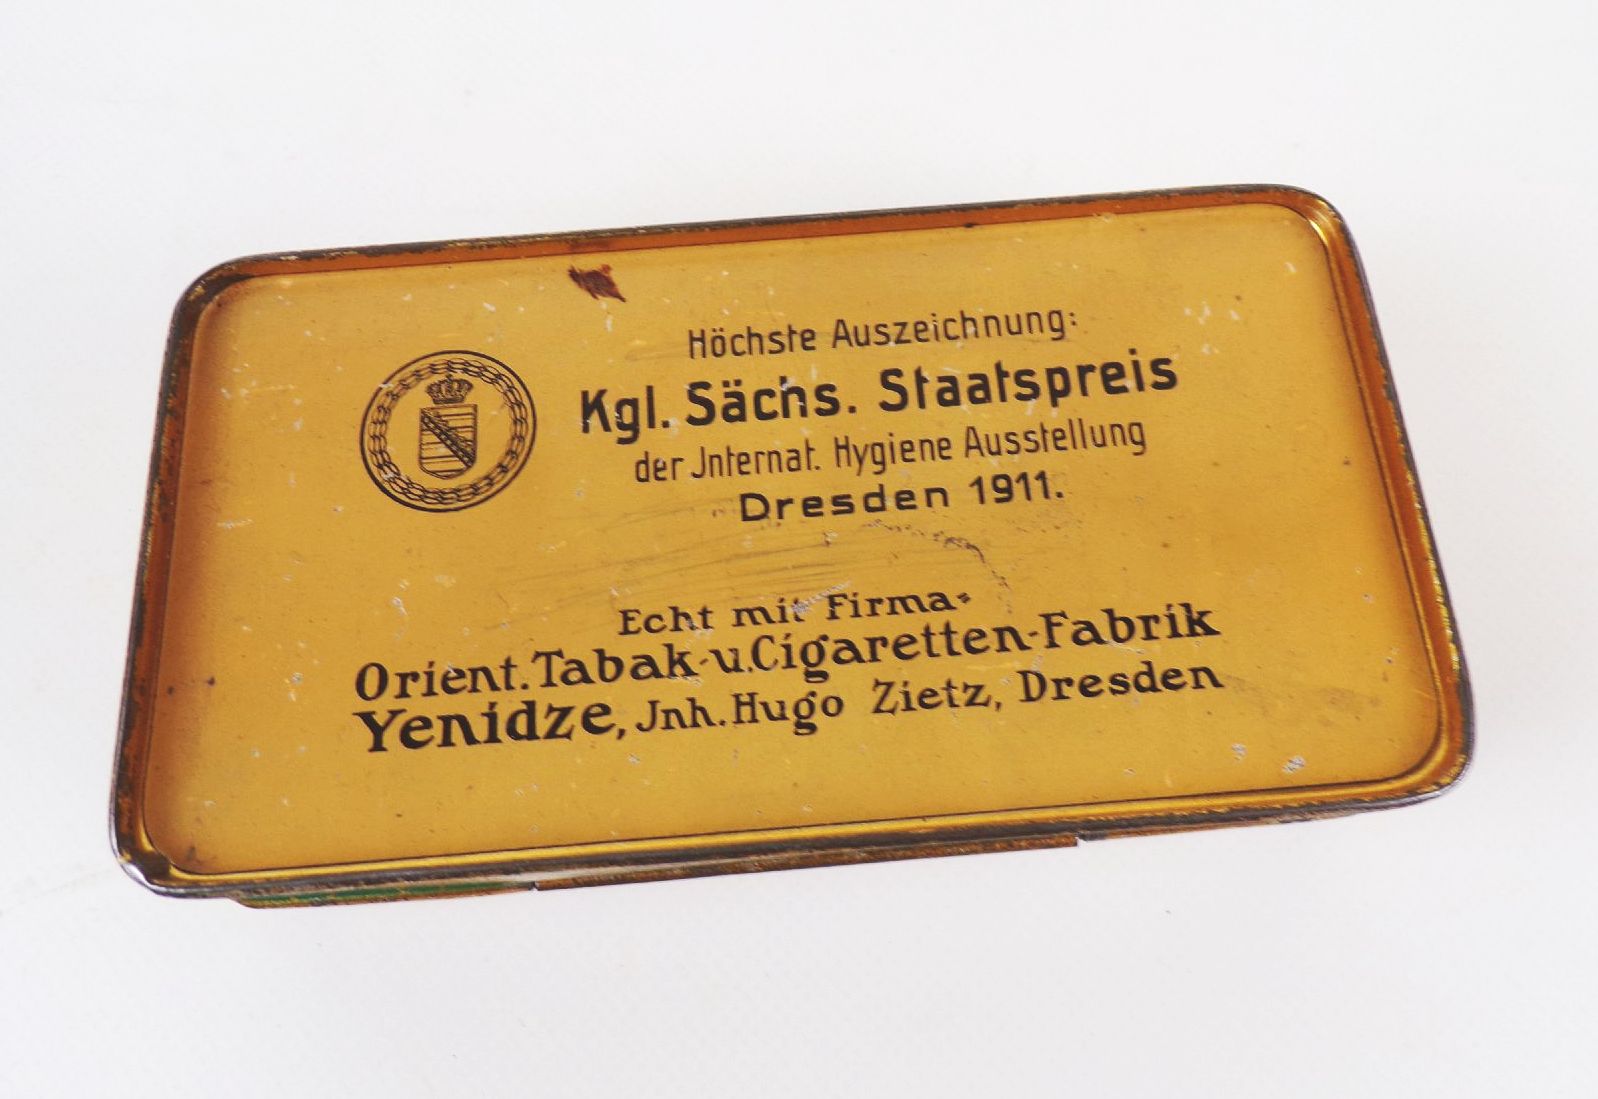 Höchste Auszeichnung:
Kgl. Sächs. Staatspreis
der Jnternat. Hygiene Ausstellung
Dresden 1911.
Echt mit Firma:
Orient. Tabak- u. Cigaretten-Fabrik
Yenidze, Jnh. Hugo Zietz, Dresden